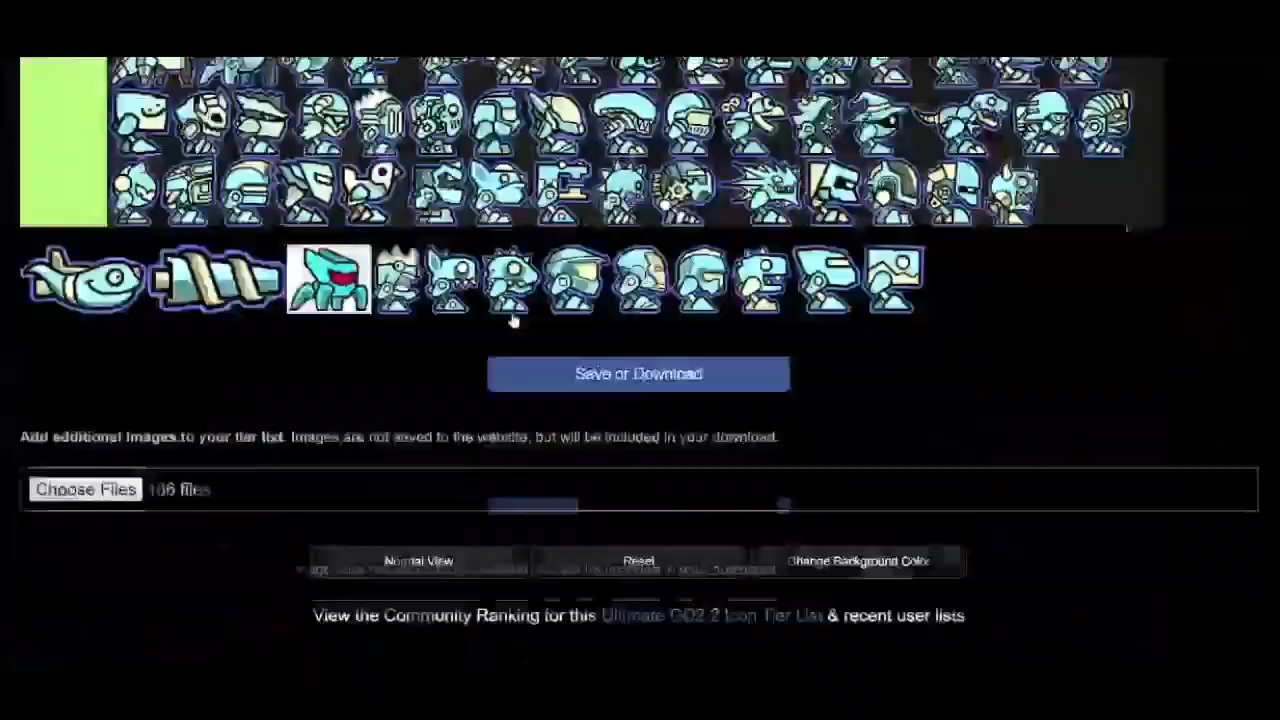 Save or Download
Add additional images to your tier list. Images are not saved to the website, but will be included in your download.
Choose Files 106 files
Normal View Reset Change Background Color
View the Community Ranking for this Ultimate GD2.2 Icon Tier List & recent user lists